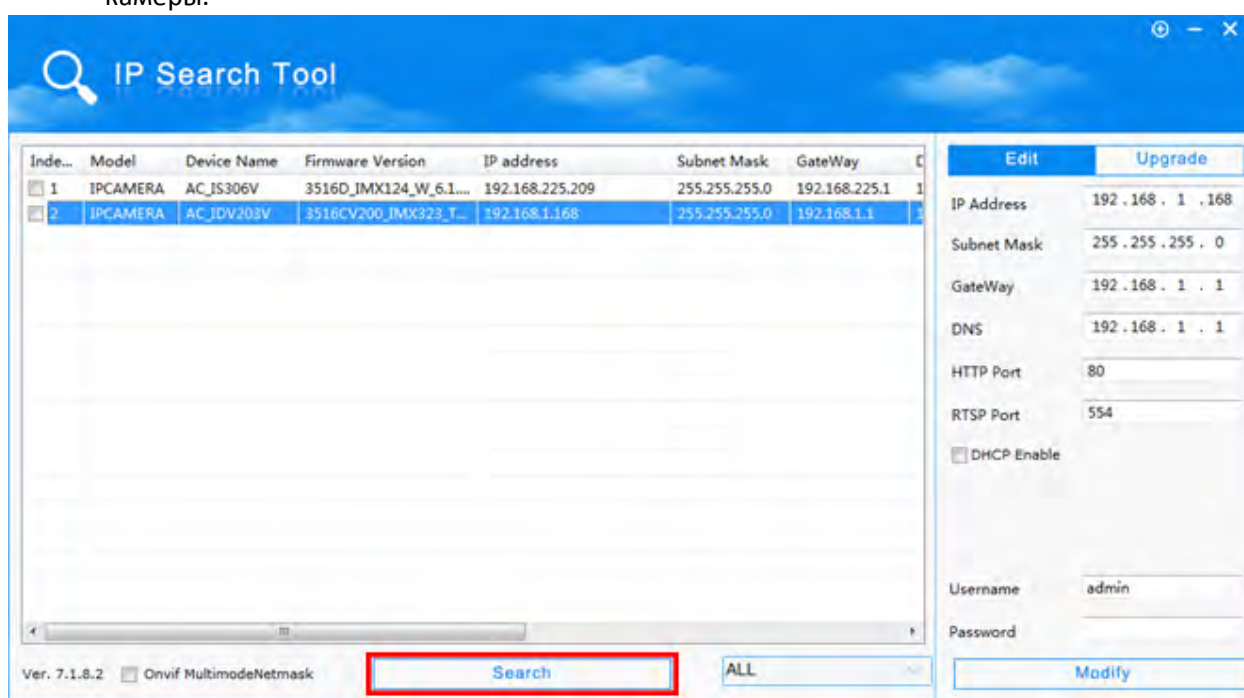 камеры.
IP Search Tool
Inde... Model Device Name Firmware Version IP address Subnet Mask GateWay
1 IPCAMERA AC_IS306V 3516D_IMX124_W_6.1.... 192.168.225.209 255.255.255.0 192.168.225.1 1
2 IPCAMERA AC_IDV203V 3516CV200_IMX323_T... 192.168.1.168 255.255.255.0 192.168.1.1 1
Edit Upgrade
IP Address 192 . 168 . 1 . 168
Subnet Mask 255 . 255 . 255 . 0
GateWay 192 . 168 . 1 . 1
DNS 192 . 168 . 1 . 1
HTTP Port 80
RTSP Port 554
DHCP Enable
Username admin
Password
Ver. 7.1.8.2 Onvif MultimodeNetmask Search ALL Modify